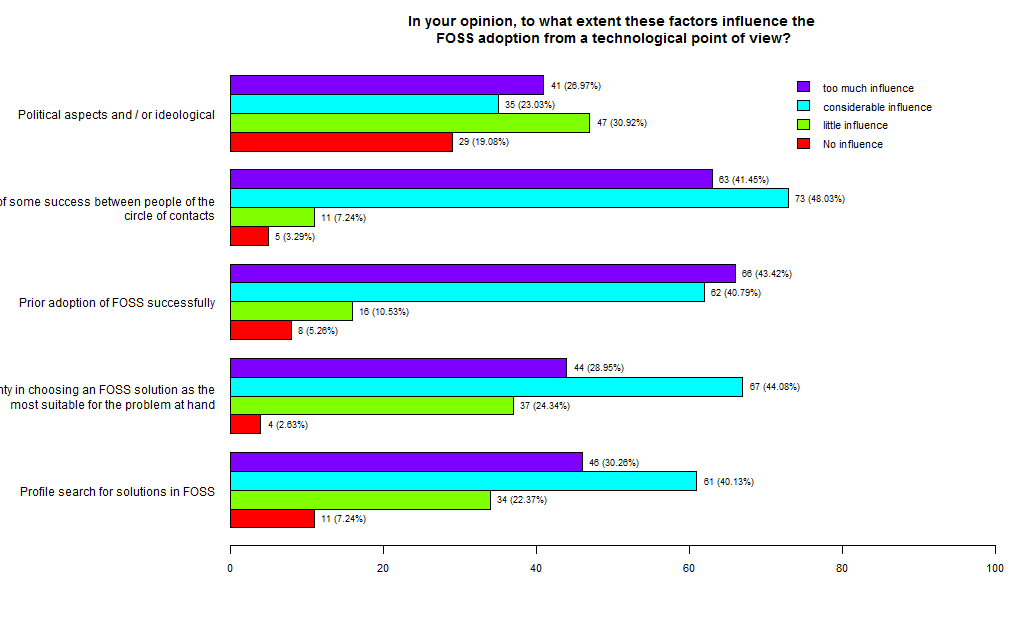 In your opinion, to what extent these factors influence the
FOSS adoption from a technological point of view?
too much influence
considerable influence
little influence
No influence
Political aspects and / or ideological
41 (26.97%)
35 (23.03%)
47 (30.92%)
29 (19.08%)
of some success between people of the
circle of contacts
63 (41.45%)
73 (48.03%)
11 (7.24%)
5 (3.29%)
Prior adoption of FOSS successfully
66 (43.42%)
62 (40.79%)
16 (10.53%)
8 (5.26%)
nty in choosing an FOSS solution as the
most suitable for the problem at hand
44 (28.95%)
67 (44.08%)
37 (24.34%)
4 (2.63%)
Profile search for solutions in FOSS
46 (30.26%)
61 (40.13%)
34 (22.37%)
11 (7.24%)
0 20 40 60 80 100